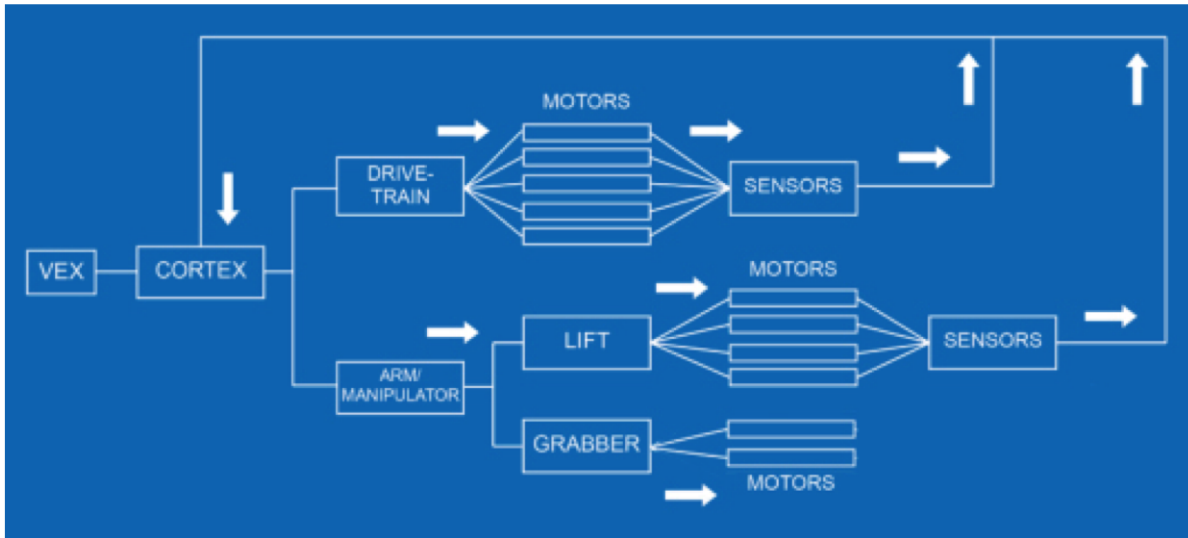 MOTORS
DRIVE-
TRAIN
SENSORS
VEX
CORTEX
MOTORS
LIFT
SENSORS
ARM/
MANIPULATOR
GRABBER
MOTORS